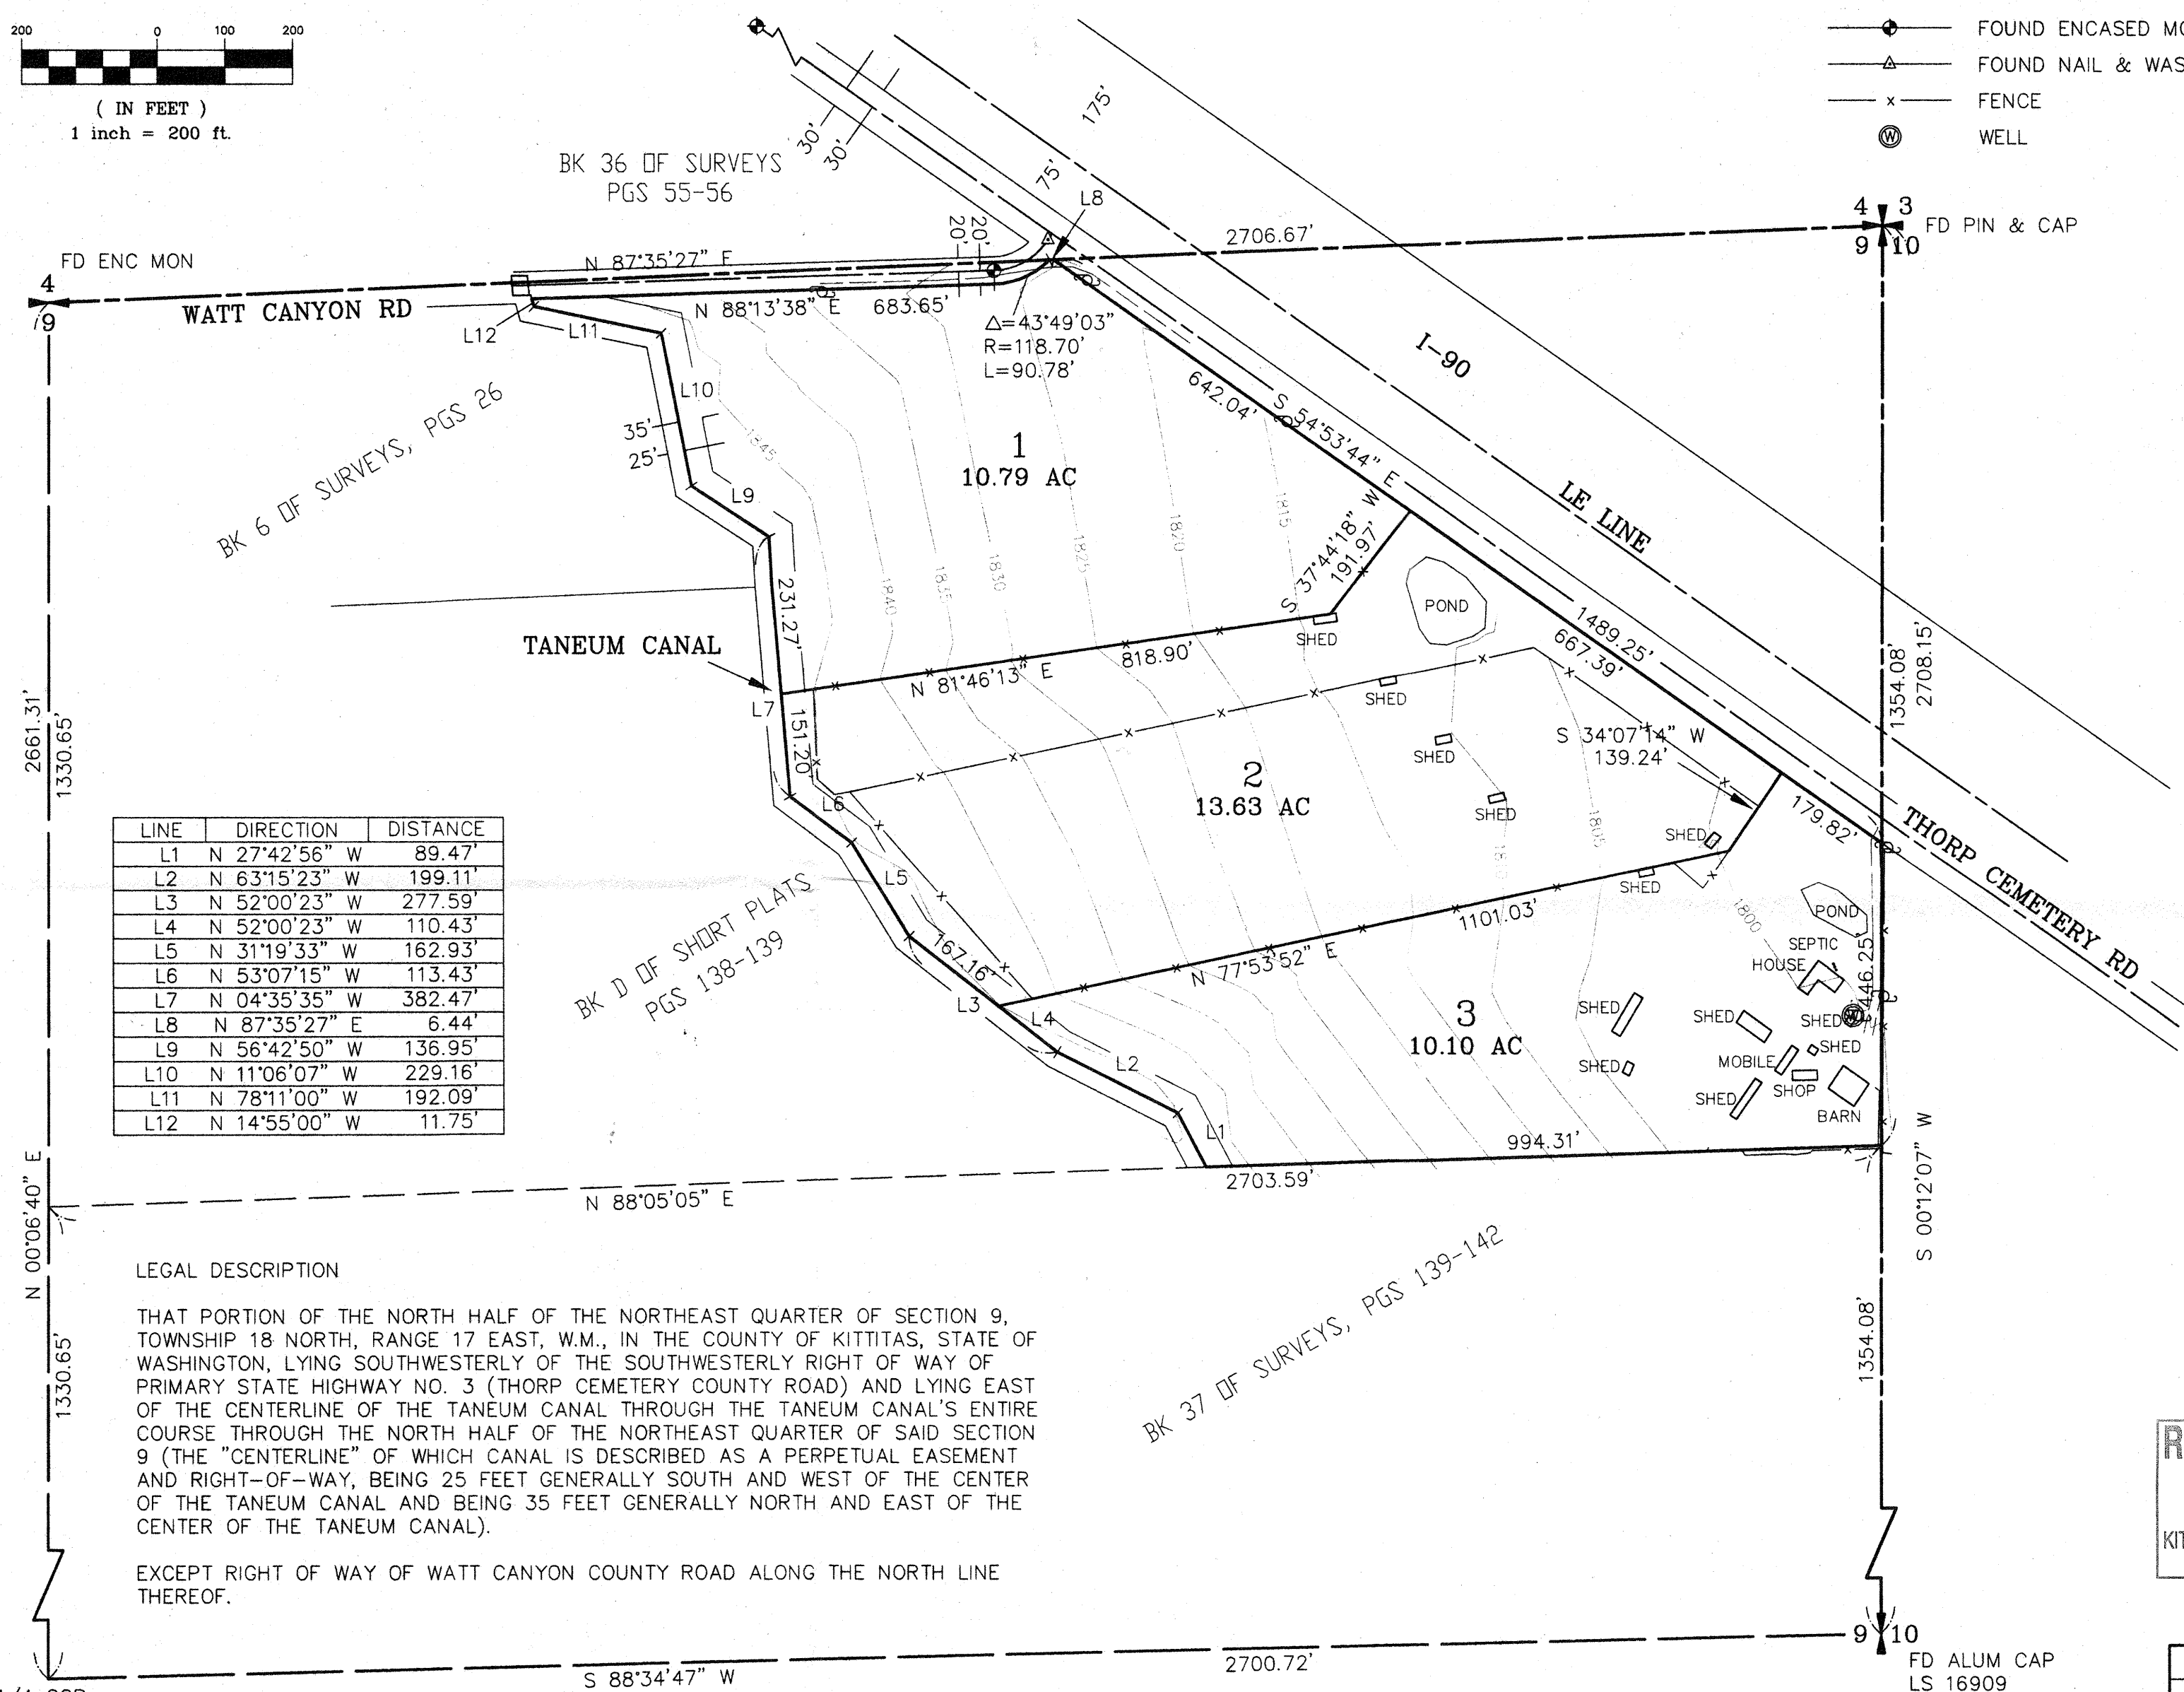 200 0 100 200
( IN FEET )
1 inch = 200 ft.
FOUND ENCASED
FOUND NAIL &
FENCE
W WELL
BK 36 OF SURVEYS
PGS 55-56
30'
30'
175'
75'
L8
20'
20'
2706.67'
4 3
9 10
FD PIN & CAP
FD ENC MON
4
9
N 87°35'27" E
WATT CANYON RD
N 88°13'38" E 683.65'
L12
L11
L10
Δ=43°49'03"
R=118.70'
L=90.78'
I-90
642.04'
S 54°53'44" E
BK 6 OF SURVEYS, PGS 26
35'
25'
L9
1845
1
10.79 AC
LE LINE
1840
1835
1830
1825
1820
1815
S 37°44'18" W
191.97'
231.27'
POND
SHED
TANEUM CANAL
N 81°46'13" E
818.90'
1489.25'
667.39'
L7
151.20'
SHED
SHED
SHED
S 34°07'14" W
139.24'
L6
2
13.63 AC
1805
SHED
179.82'
THORP CEMETERY RD
2661.31'
1330.65'
1354.08'
2708.15'
LINE DIRECTION DISTANCE
L1 N 27°42'56" W 89.47'
L2 N 63°15'23" W 199.11'
L3 N 52°00'23" W 277.59'
L4 N 52°00'23" W 110.43'
L5 N 31°19'33" W 162.93'
L6 N 53°07'15" W 113.43'
L7 N 04°35'35" W 382.47'
L8 N 87°35'27" E 6.44'
L9 N 56°42'50" W 136.95'
L10 N 11°06'07" W 229.16'
L11 N 78°11'00" W 192.09'
L12 N 14°55'00" W 11.75'
L5
BK D OF SHORT PLATS
PGS 138-139
167.16'
L3
L4
N 77°53'52" E
1101.03'
SHED
1800
POND
SEPTIC
HOUSE
446.25'
3
10.10 AC
SHED
SHED
SHED
W
SHED
MOBILE
SHED
SHOP
SHED
BARN
L2
L1
994.31'
2703.59'
N 88°05'05" E
N 00°06'40" E
S 00°12'07" W
BK 37 OF SURVEYS, PGS 139-142
LEGAL DESCRIPTION
THAT PORTION OF THE NORTH HALF OF THE NORTHEAST QUARTER OF SECTION 9,
TOWNSHIP 18 NORTH, RANGE 17 EAST, W.M., IN THE COUNTY OF KITTITAS, STATE OF
WASHINGTON, LYING SOUTHWESTERLY OF THE SOUTHWESTERLY RIGHT OF WAY OF
PRIMARY STATE HIGHWAY NO. 3 (THORP CEMETERY COUNTY ROAD) AND LYING EAST
OF THE CENTERLINE OF THE TANEUM CANAL THROUGH THE TANEUM CANAL'S ENTIRE
COURSE THROUGH THE NORTH HALF OF THE NORTHEAST QUARTER OF SAID SECTION
9 (THE "CENTERLINE" OF WHICH CANAL IS DESCRIBED AS A PERPETUAL EASEMENT
AND RIGHT-OF-WAY, BEING 25 FEET GENERALLY SOUTH AND WEST OF THE CENTER
OF THE TANEUM CANAL AND BEING 35 FEET GENERALLY NORTH AND EAST OF THE
CENTER OF THE TANEUM CANAL).
EXCEPT RIGHT OF WAY OF WATT CANYON COUNTY ROAD ALONG THE NORTH LINE
THEREOF.
1330.65'
1354.08'
S 88°34'47" W
2700.72'
9 10
FD ALUM CAP
LS 16909